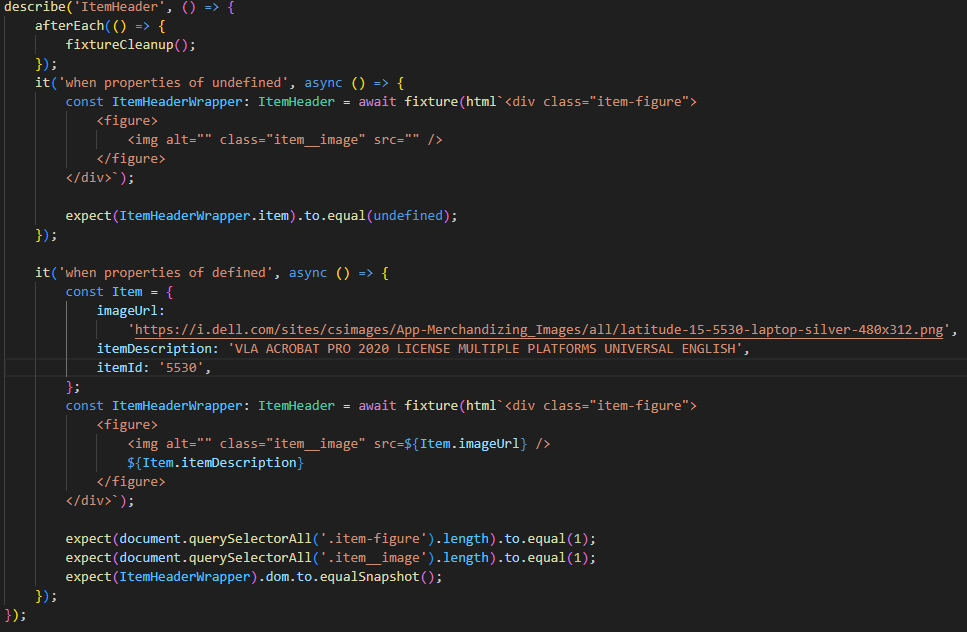 describe('ItemHeader', () => {
    afterEach(() => {
        fixtureCleanup();
    });
    it('when properties of undefined', async () => {
        const ItemHeaderWrapper: ItemHeader = await fixture(html`<div class="item-figure">
            <figure>
                <img alt="" class="item__image" src="" />
            </figure>
        </div>`);

        expect(ItemHeaderWrapper.item).to.equal(undefined);
    });

    it('when properties of defined', async () => {
        const Item = {
            imageUrl:
                'https://i.dell.com/sites/csimages/App-Merchandizing_Images/all/latitude-15-5530-laptop-silver-480x312.png',
            itemDescription: 'VLA ACROBAT PRO 2020 LICENSE MULTIPLE PLATFORMS UNIVERSAL ENGLISH',
            itemId: '5530',
        };
        const ItemHeaderWrapper: ItemHeader = await fixture(html`<div class="item-figure">
            <figure>
                <img alt="" class="item__image" src=${Item.imageUrl} />
                ${Item.itemDescription}
            </figure>
        </div>`);

        expect(document.querySelectorAll('.item-figure').length).to.equal(1);
        expect(document.querySelectorAll('.item__image').length).to.equal(1);
        expect(ItemHeaderWrapper).dom.to.equalSnapshot();
    });
});